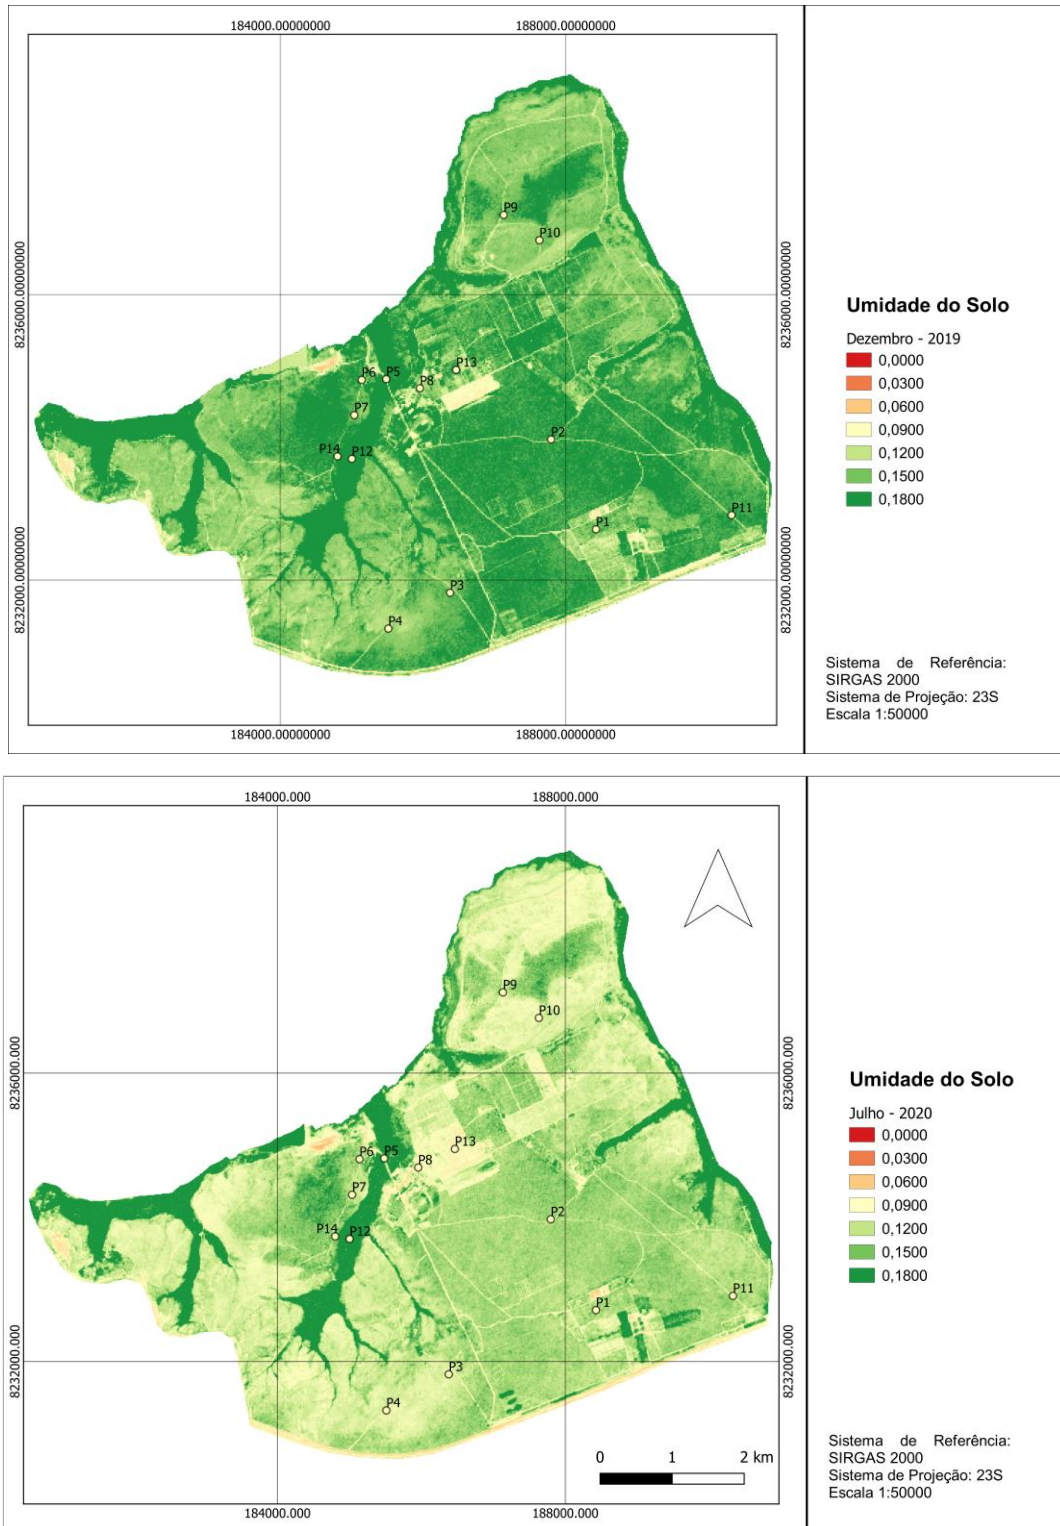 184000.00000000
188000.00000000
P9
P10
8236000.00000000
8236000.00000000
P13
P6
P5
P8
P7
P2
P14
P12
P11
P1
P3
P4
8232000.00000000
8232000.00000000
184000.00000000
188000.00000000
Umidade do Solo
Dezembro - 2019
0,0000
0,0300
0,0600
0,0900
0,1200
0,1500
0,1800
Sistema de Referência:
SIRGAS 2000
Sistema de Projeção: 23S
Escala 1:50000
184000.000
188000.000
P9
P10
8236000.000
8236000.000
P13
P6
P5
P8
P7
P2
P14
P12
P11
P1
P3
P4
8232000.000
8232000.000
0 1 2 km
184000.000
188000.000
Umidade do Solo
Julho - 2020
0,0000
0,0300
0,0600
0,0900
0,1200
0,1500
0,1800
Sistema de Referência:
SIRGAS 2000
Sistema de Projeção: 23S
Escala 1:50000